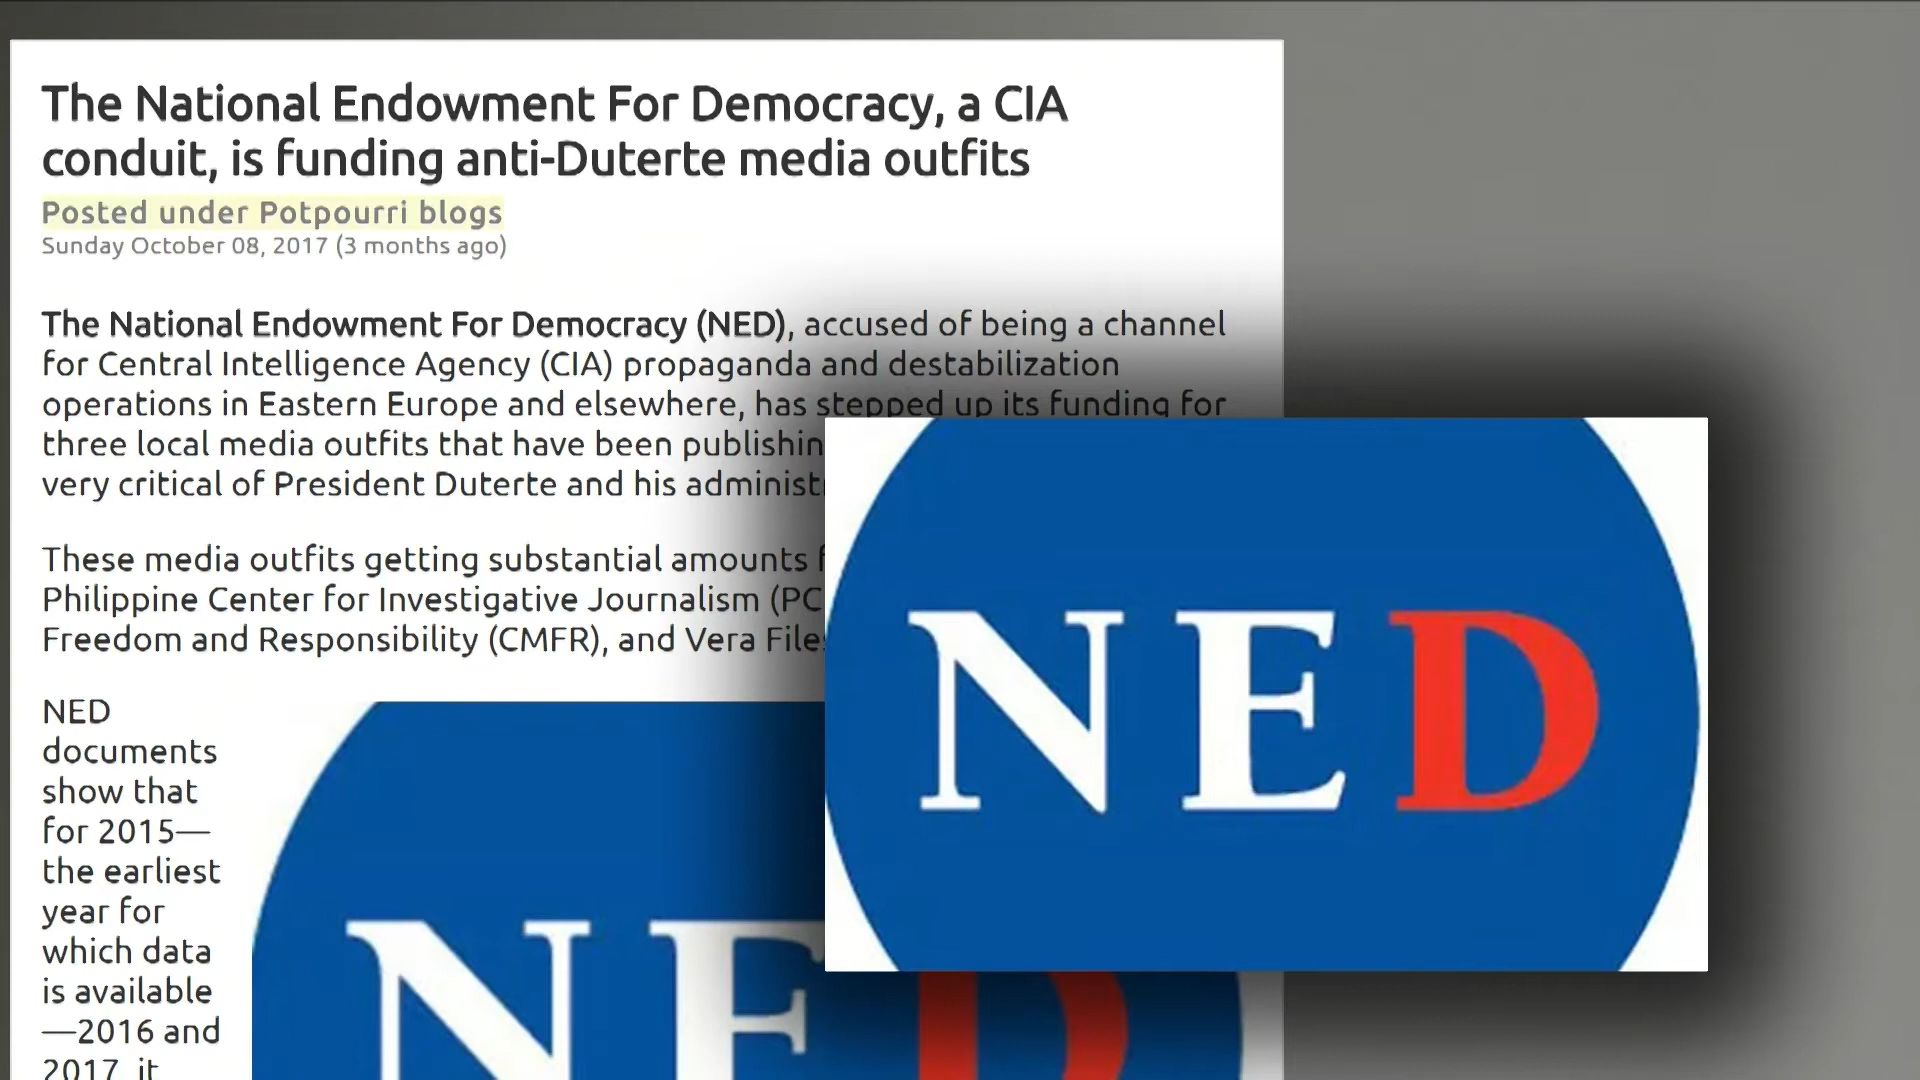 The National Endowment For Democracy, a CIA
conduit, is funding anti-Duterte media outfits
Posted under Potpourri blogs
Sunday October 08, 2017 (3 months ago)
The National Endowment For Democracy (NED), accused of being a channel
for Central Intelligence Agency (CIA) propaganda and destabilization
operations in Eastern Europe and elsewhere, has stepped up its funding for
three local media outfits that have been
very critical of President Duterte and his
These media outfits getting substantial amounts
Philippine Center for Investigative Journalism
Freedom and Responsibility (CMFR), and Vera
NED
documents
show that
for 2015—
the earliest
year for
which data
is available
—2016 and
2017, it
NED
NED